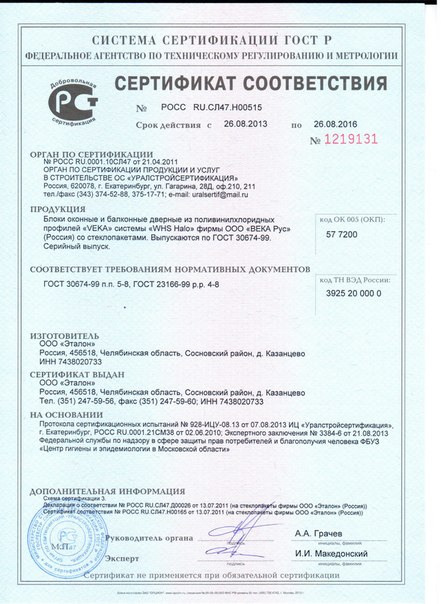 СИСТЕМА СЕРТИФИКАЦИИ ГОСТ Р
ФЕДЕРАЛЬНОЕ АГЕНТСТВО ПО ТЕХНИЧЕСКОМУ РЕГУЛИРОВАНИЮ И МЕТРОЛОГИИ
Добровольная
сертификация
СЕРТИФИКАТ СООТВЕТСТВИЯ
№ РОСС RU.СЛ47.Н00515
Срок действия с 26.08.2013 по 26.08.2016
№ 1219131
ОРГАН ПО СЕРТИФИКАЦИИ
№ РОСС RU.0001.10СЛ47 от 21.04.2011
ОРГАН ПО СЕРТИФИКАЦИИ ПРОДУКЦИИ И УСЛУГ
В СТРОИТЕЛЬСТВЕ ОС «УРАЛСТРОЙСЕРТИФИКАЦИЯ»
Россия, 620078, г. Екатеринбург, ул. Гагарина, 28Д, оф.210, 211
тел./факс (343) 374-52-88, 375-17-71; e-mail: uralsertif@mail.ru
ПРОДУКЦИЯ
Блоки оконные и балконные дверные из поливинилхлоридных
профилей «VEKA» системы «WHS Halo» фирмы ООО «ВЕКА Рус»
(Россия) со стеклопакетами. Выпускаются по ГОСТ 30674-99.
Серийный выпуск.
код ОК 005 (ОКП):
57 7200
СООТВЕТСТВУЕТ ТРЕБОВАНИЯМ НОРМАТИВНЫХ ДОКУМЕНТОВ
ГОСТ 30674-99 п.п. 5-8, ГОСТ 23166-99 р.р. 4-8
код ТН ВЭД России:
3925 20 000 0
ИЗГОТОВИТЕЛЬ
ООО «Эталон»
Россия, 456518, Челябинская область, Сосновский район, д. Казанцево
ИНН 7438020733
СЕРТИФИКАТ ВЫДАН
ООО «Эталон»
Россия, 456518, Челябинская область, Сосновский район, д. Казанцево
Тел. (351) 247-59-56, факс (351) 247-59-60; ИНН 7438020733
НА ОСНОВАНИИ
Протокола сертификационных испытаний № 928-ИЦУ-08.13 от 07.08.2013 ИЦ «Уралстройсертификация»,
г. Екатеринбург, РОСС RU.0001.21СМ38 от 02.06.2010; Экспертного заключения № 3384-6 от 21.08.2013
Федеральной службы по надзору в сфере защиты прав потребителей и благополучия человека ФБУЗ
«Центр гигиены и эпидемиологии в Московской области»
ДОПОЛНИТЕЛЬНАЯ ИНФОРМАЦИЯ
Схема сертификации 3.
Декларация о соответствии № РОСС RU.СЛ47.Д00026 от 13.07.2011 (на стеклопакеты фирмы ООО «Эталон» (Россия)
Сертификат соответствия № РОСС RU.СЛ47.Н00165 от 13.07.2011 (на стеклопакеты фирмы ООО «Эталон» (Россия)
М.П.
Руководитель органа
А.А. Грачев
подпись
инициалы, фамилия
Эксперт
И.И. Македонский
подпись
инициалы, фамилия
Сертификат не применяется при обязательной сертификации